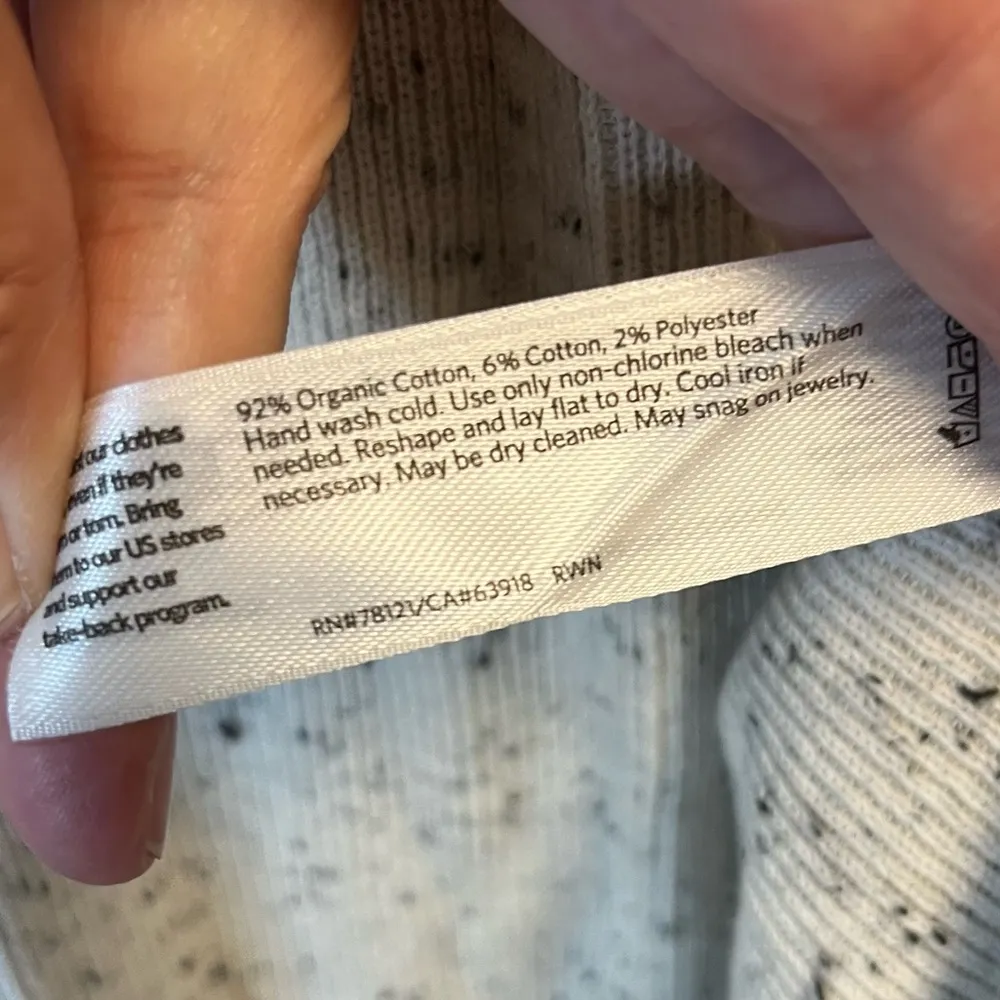 our clothes
even if they're
or torn. Bring
them to our US stores
and support our
take-back program.
92% Organic Cotton, 6% Cotton, 2% Polyester
Hand wash cold. Use only non-chlorine bleach when
needed. Reshape and lay flat to dry. Cool iron if
necessary. May be dry cleaned. May snag on jewelry.
RN#78121/CA#63918 RWN